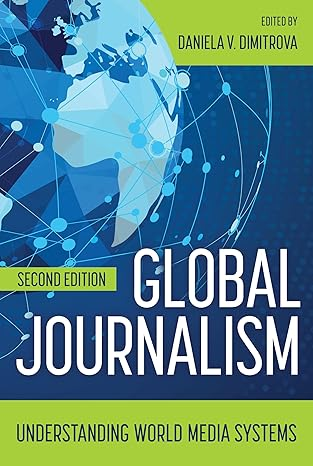 EDITED BY
DANIELA V. DIMITROVA
SECOND EDITION
GLOBAL
JOURNALISM
UNDERSTANDING WORLD MEDIA SYSTEMS